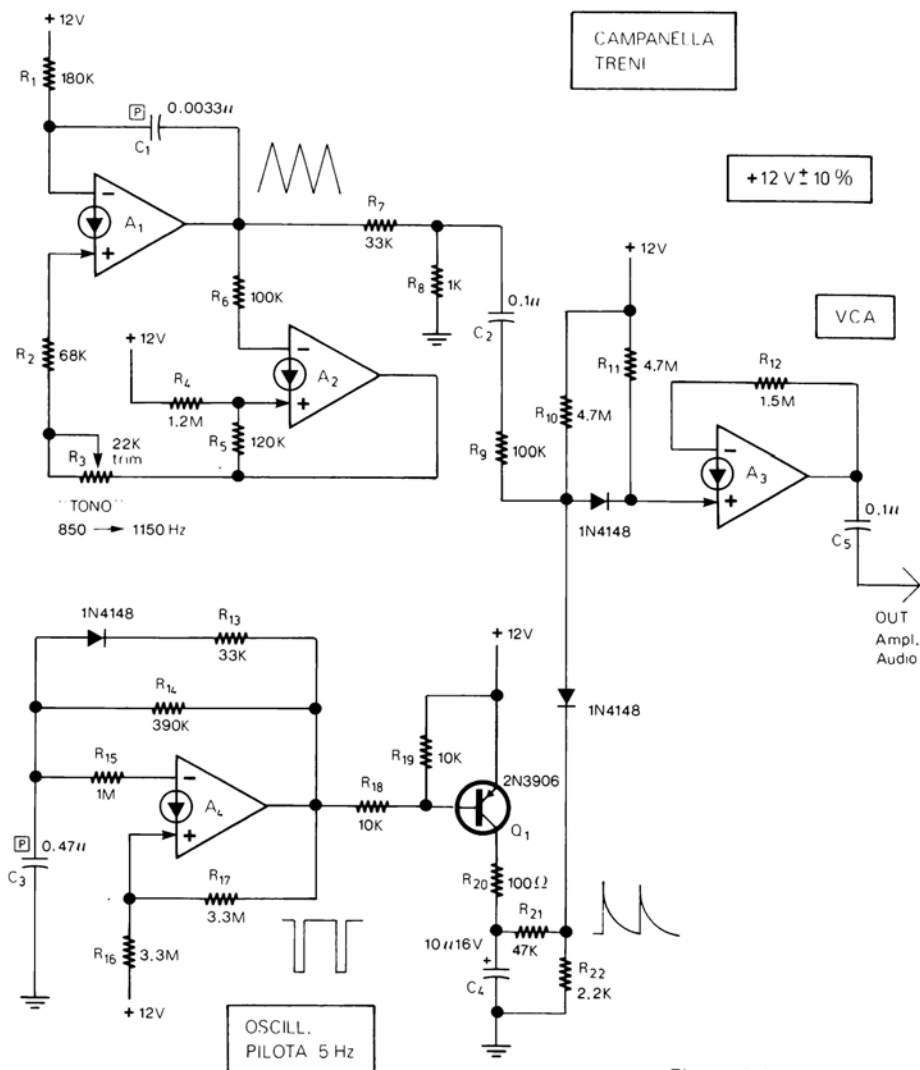 + 12V
R1
180K
P
0.0033u
C1
CAMPANELLA
TRENI
+12 V ± 10 %
A1
−
+
R7
33K
R8
1K
R6
100K
C2
0.1u
+ 12V
VCA
R2
68K
+ 12V
R4
1.2M
A2
−
+
R5
120K
R3
22K
trim
"TONO"
850 → 1150 Hz
R9
100K
R10
4.7M
R11
4.7M
R12
1.5M
A3
−
+
1N4148
0.1u
C5
OUT
Ampl.
Audio
1N4148
R13
33K
R14
390K
R15
1M
A4
−
+
P
0.47u
C3
R17
3.3M
R16
3.3M
+ 12V
R18
10K
R19
10K
+ 12V
2N3906
Q1
1N4148
R20
100Ω
R21
47K
R22
2.2K
10u16V
+
C4
OSCILL.
PILOTA 5 Hz